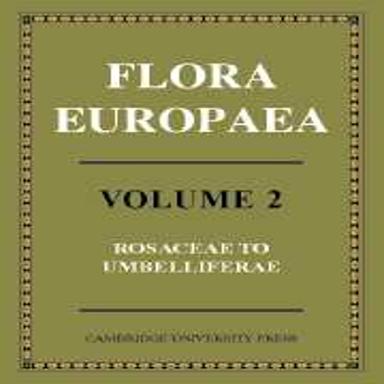 FLORA
EUROPAEA
VOLUME 2
ROSACEAE TO
UMBELLIFERAE
CAMBRIDGE UNIVERSITY PRESS